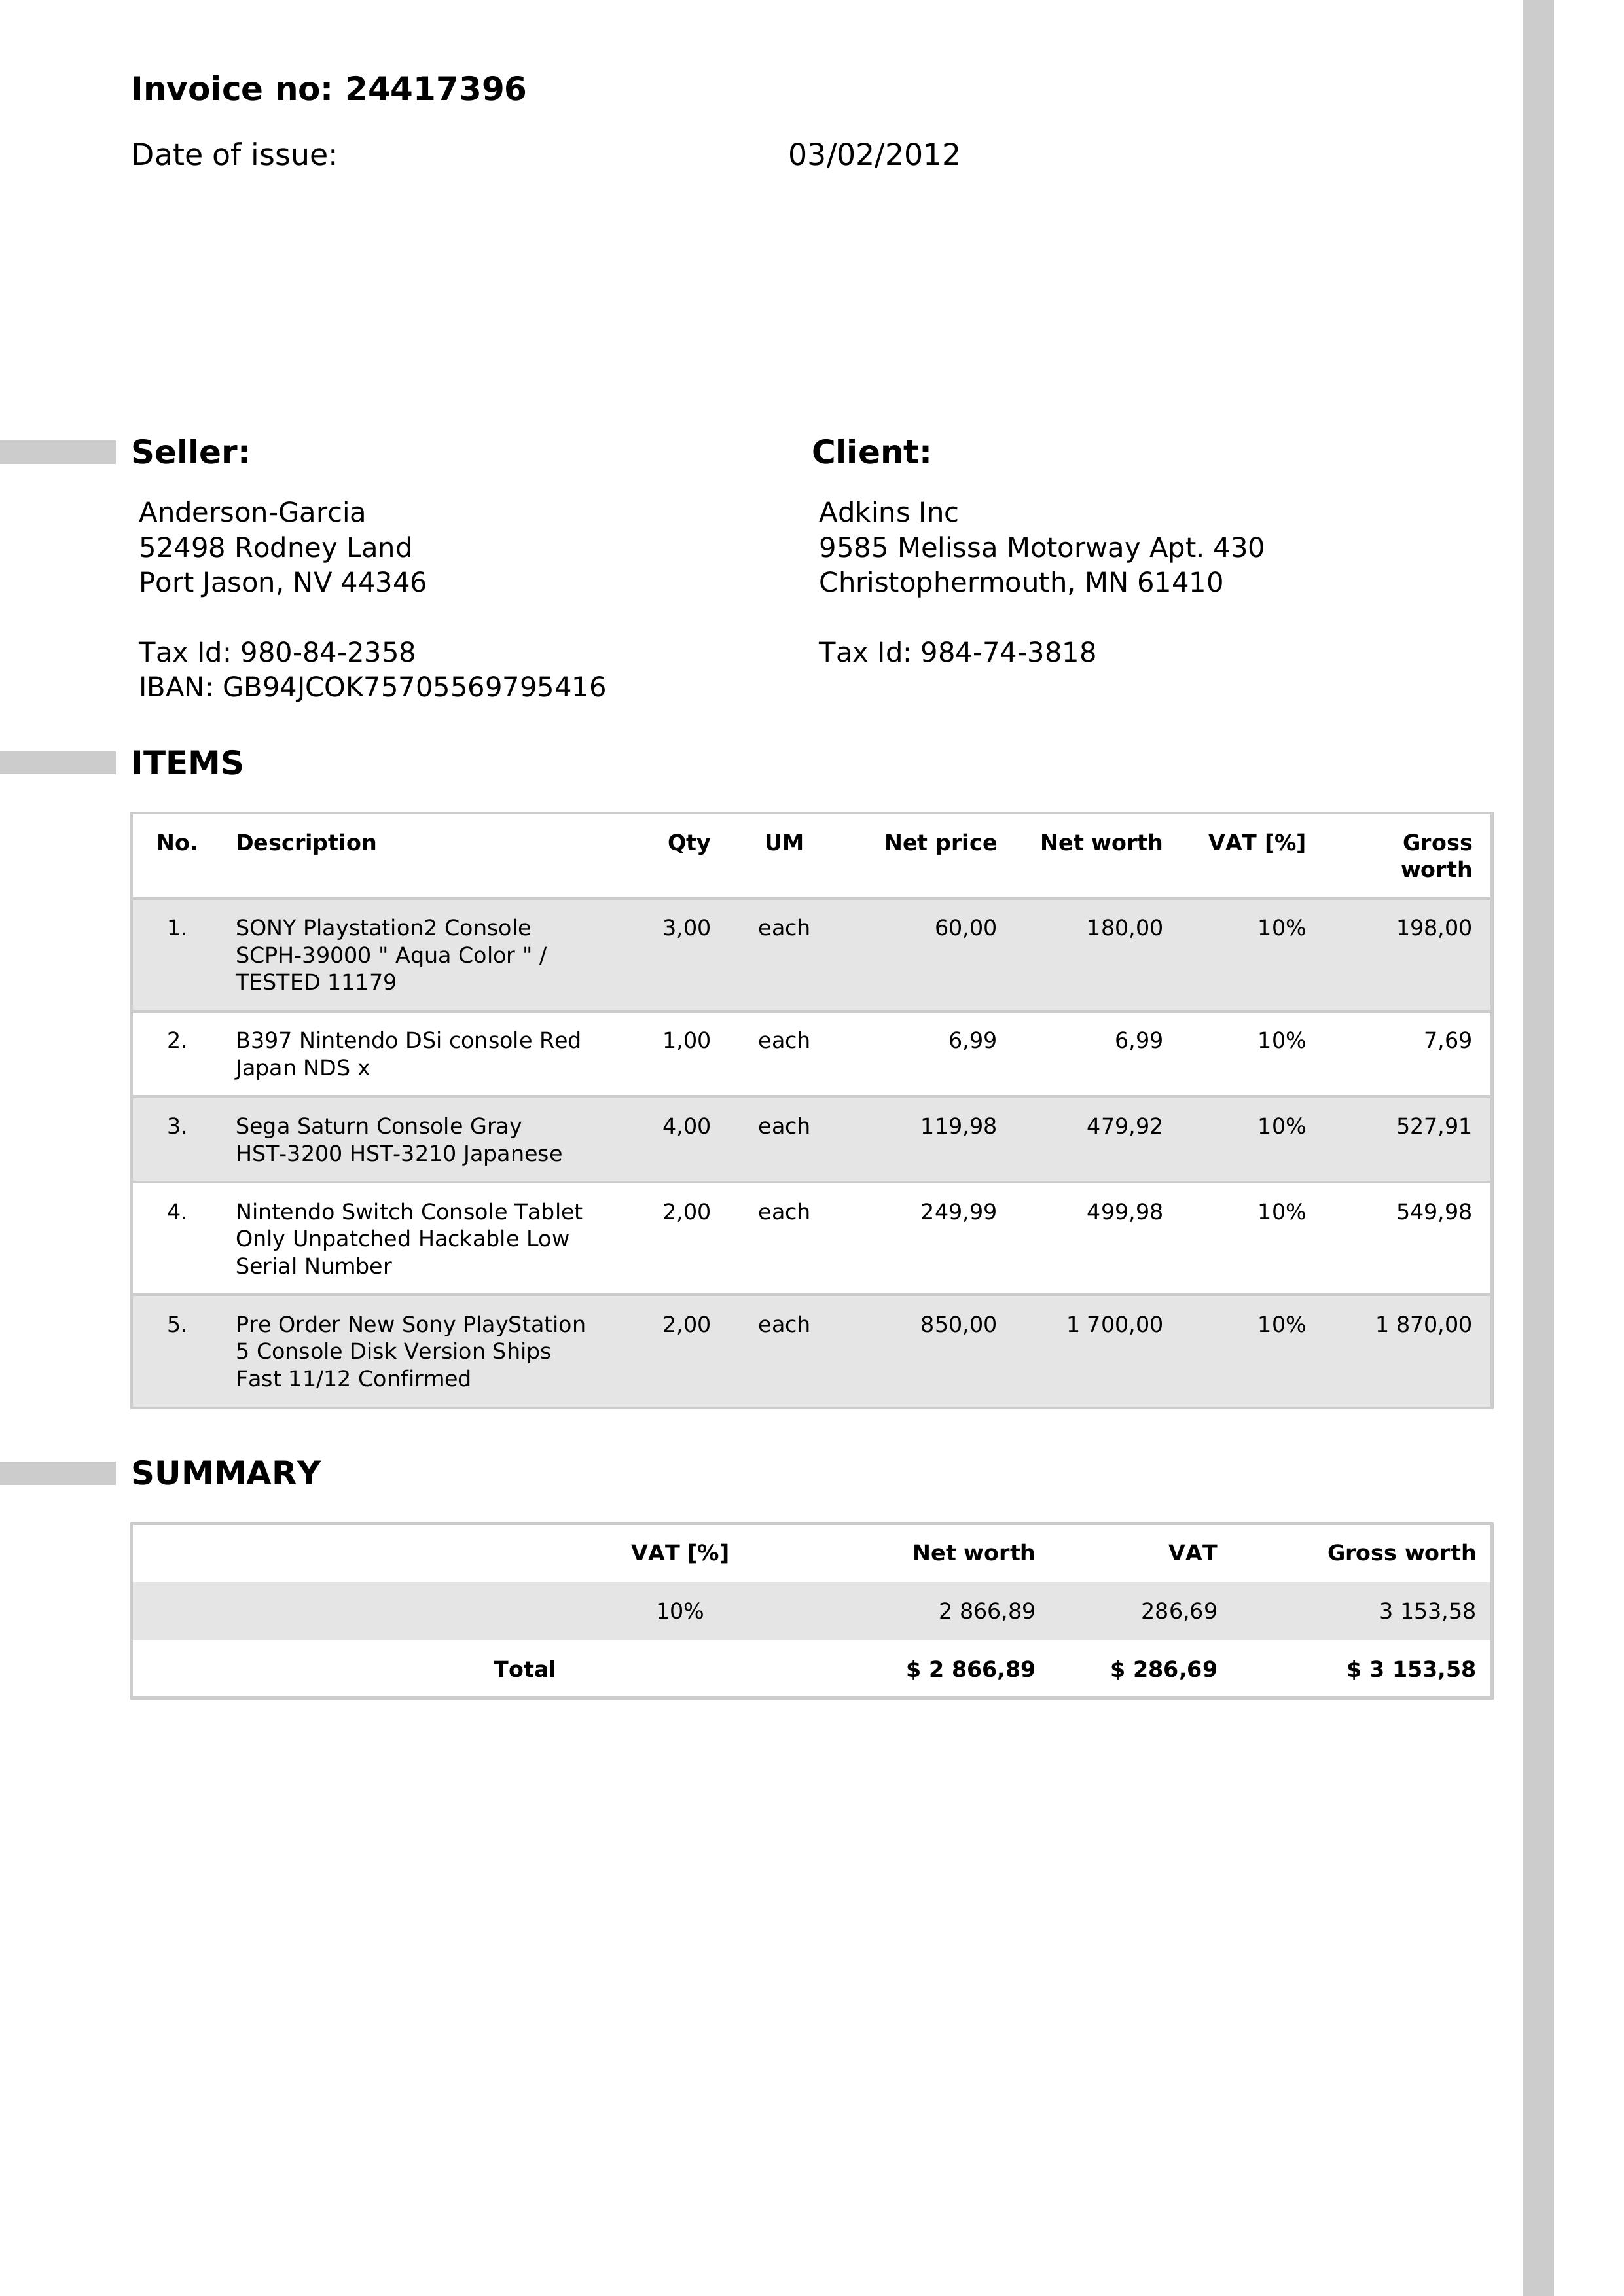 Invoice no: 24417396
Date of issue: 03/02/2012
Seller:
Anderson-Garcia
52498 Rodney Land
Port Jason, NV 44346
Tax Id: 980-84-2358
IBAN: GB94JCOK75705569795416
Client:
Adkins Inc
9585 Melissa Motorway Apt. 430
Christophermouth, MN 61410
Tax Id: 984-74-3818
ITEMS
No. Description Qty UM Net price Net worth VAT [%] Gross
worth
1. SONY Playstation2 Console 3,00 each 60,00 180,00 10% 198,00
SCPH-39000 " Aqua Color " /
TESTED 11179
2. B397 Nintendo DSi console Red 1,00 each 6,99 6,99 10% 7,69
Japan NDS x
3. Sega Saturn Console Gray 4,00 each 119,98 479,92 10% 527,91
HST-3200 HST-3210 Japanese
4. Nintendo Switch Console Tablet 2,00 each 249,99 499,98 10% 549,98
Only Unpatched Hackable Low
Serial Number
5. Pre Order New Sony PlayStation 2,00 each 850,00 1 700,00 10% 1 870,00
5 Console Disk Version Ships
Fast 11/12 Confirmed
SUMMARY
VAT [%] Net worth VAT Gross worth
10% 2 866,89 286,69 3 153,58
Total $ 2 866,89 $ 286,69 $ 3 153,58